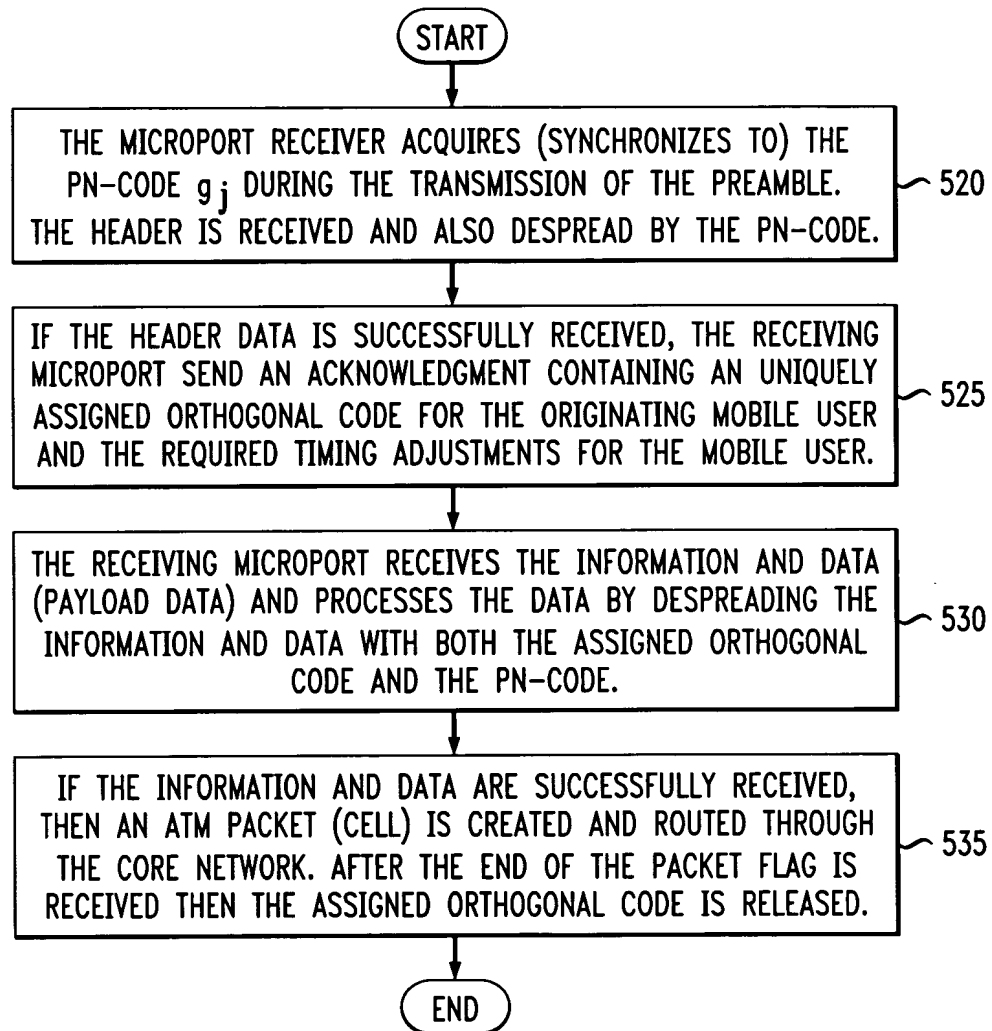 START
THE MICROPORT RECEIVER ACQUIRES (SYNCHRONIZES TO) THE
PN-CODE gj DURING THE TRANSMISSION OF THE PREAMBLE.
THE HEADER IS RECEIVED AND ALSO DESPREAD BY THE PN-CODE.
520
IF THE HEADER DATA IS SUCCESSFULLY RECEIVED, THE RECEIVING
MICROPORT SEND AN ACKNOWLEDGMENT CONTAINING AN UNIQUELY
ASSIGNED ORTHOGONAL CODE FOR THE ORIGINATING MOBILE USER
AND THE REQUIRED TIMING ADJUSTMENTS FOR THE MOBILE USER.
525
THE RECEIVING MICROPORT RECEIVES THE INFORMATION AND DATA
(PAYLOAD DATA) AND PROCESSES THE DATA BY DESPREADING THE
INFORMATION AND DATA WITH BOTH THE ASSIGNED ORTHOGONAL
CODE AND THE PN-CODE.
530
IF THE INFORMATION AND DATA ARE SUCCESSFULLY RECEIVED,
THEN AN ATM PACKET (CELL) IS CREATED AND ROUTED THROUGH
THE CORE NETWORK. AFTER THE END OF THE PACKET FLAG IS
RECEIVED THEN THE ASSIGNED ORTHOGONAL CODE IS RELEASED.
535
END